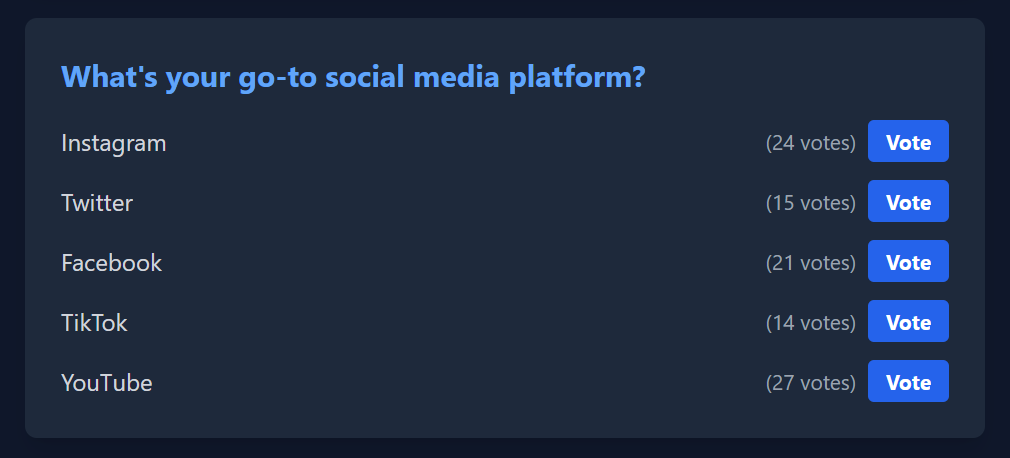 What's your go-to social media platform?
Instagram (24 votes) Vote
Twitter (15 votes) Vote
Facebook (21 votes) Vote
TikTok (14 votes) Vote
YouTube (27 votes) Vote